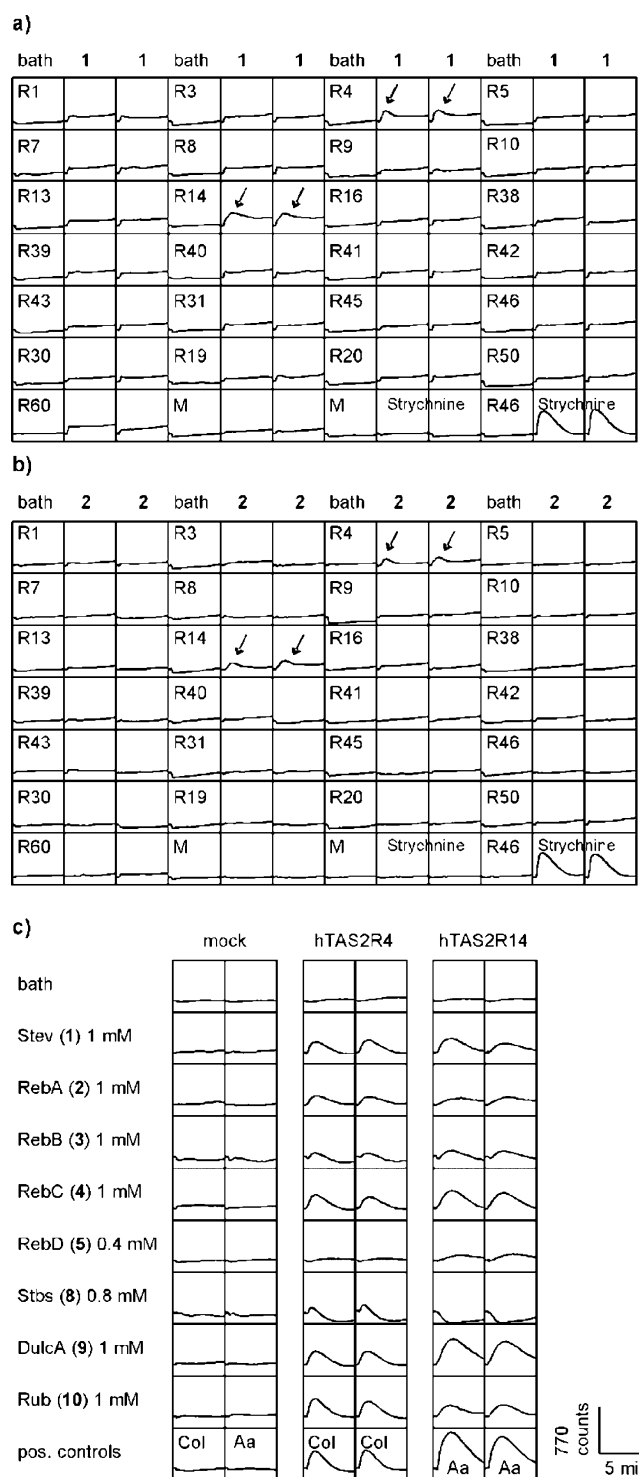 a)
bath 1 1 bath 1 1 bath 1 1 bath 1 1
R1 R3 R4 R5
R7 R8 R9 R10
R13 R14 R16 R38
R39 R40 R41 R42
R43 R31 R45 R46
R30 R19 R20 R50
R60 M M Strychnine R46 Strychnine
b)
bath 2 2 bath 2 2 bath 2 2 bath 2 2
R1 R3 R4 R5
R7 R8 R9 R10
R13 R14 R16 R38
R39 R40 R41 R42
R43 R31 R45 R46
R30 R19 R20 R50
R60 M M Strychnine R46 Strychnine
c)
mock hTAS2R4 hTAS2R14
bath
Stev (1) 1 mM
RebA (2) 1 mM
RebB (3) 1 mM
RebC (4) 1 mM
RebD (5) 0.4 mM
Stbs (8) 0.8 mM
DulcA (9) 1 mM
Rub (10) 1 mM
pos. controls Col Aa Col Col Aa Aa
770 counts
5 mi